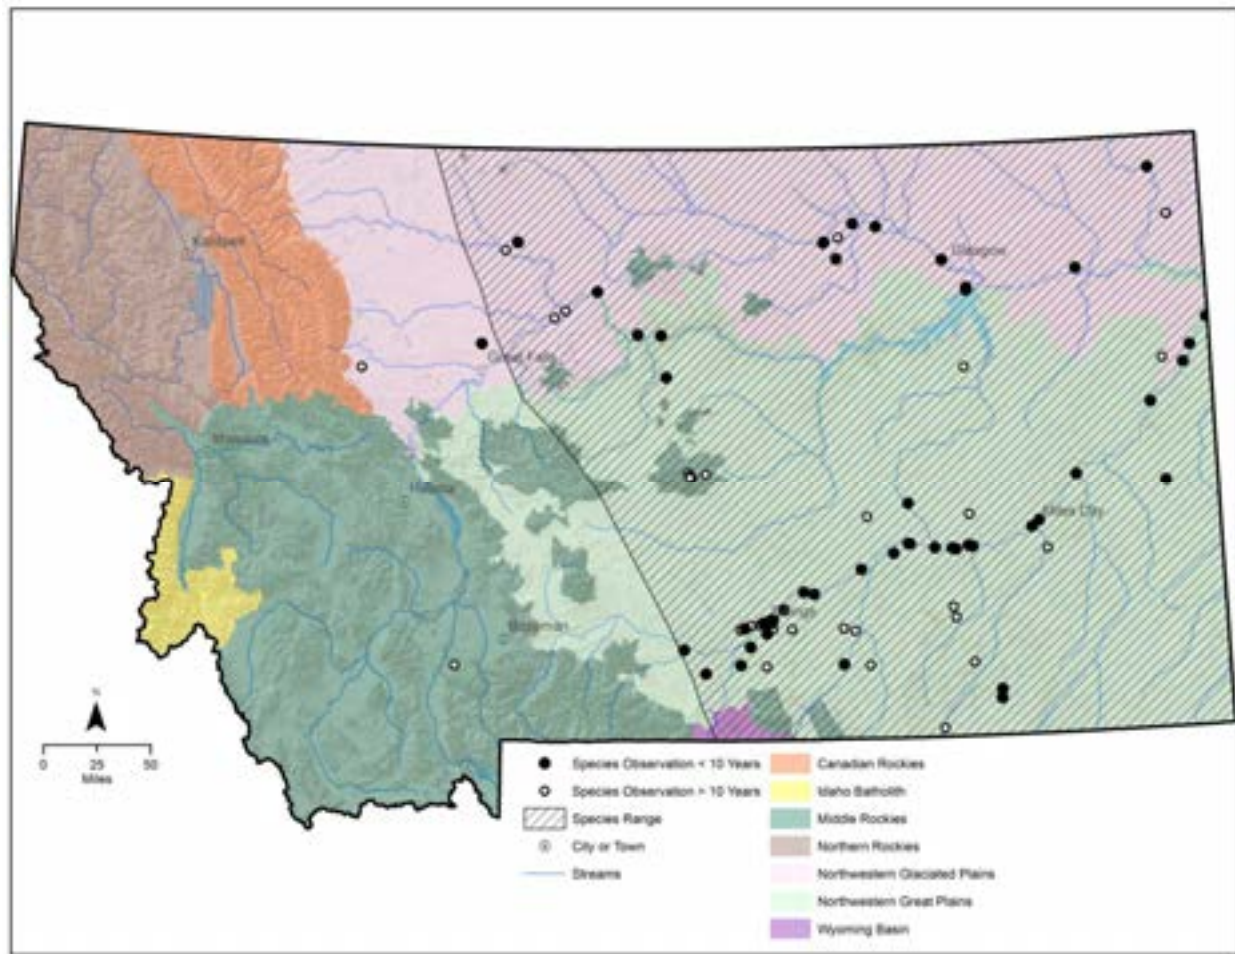 Kalispell
Glasgow
Great Falls
Missoula
Helena
Miles City
Billings
Bozeman
N
0 25 50
Miles
Species Observation < 10 Years
Species Observation > 10 Years
Species Range
City or Town
Streams
Canadian Rockies
Idaho Batholith
Middle Rockies
Northern Rockies
Northwestern Glaciated Plains
Northwestern Great Plains
Wyoming Basin